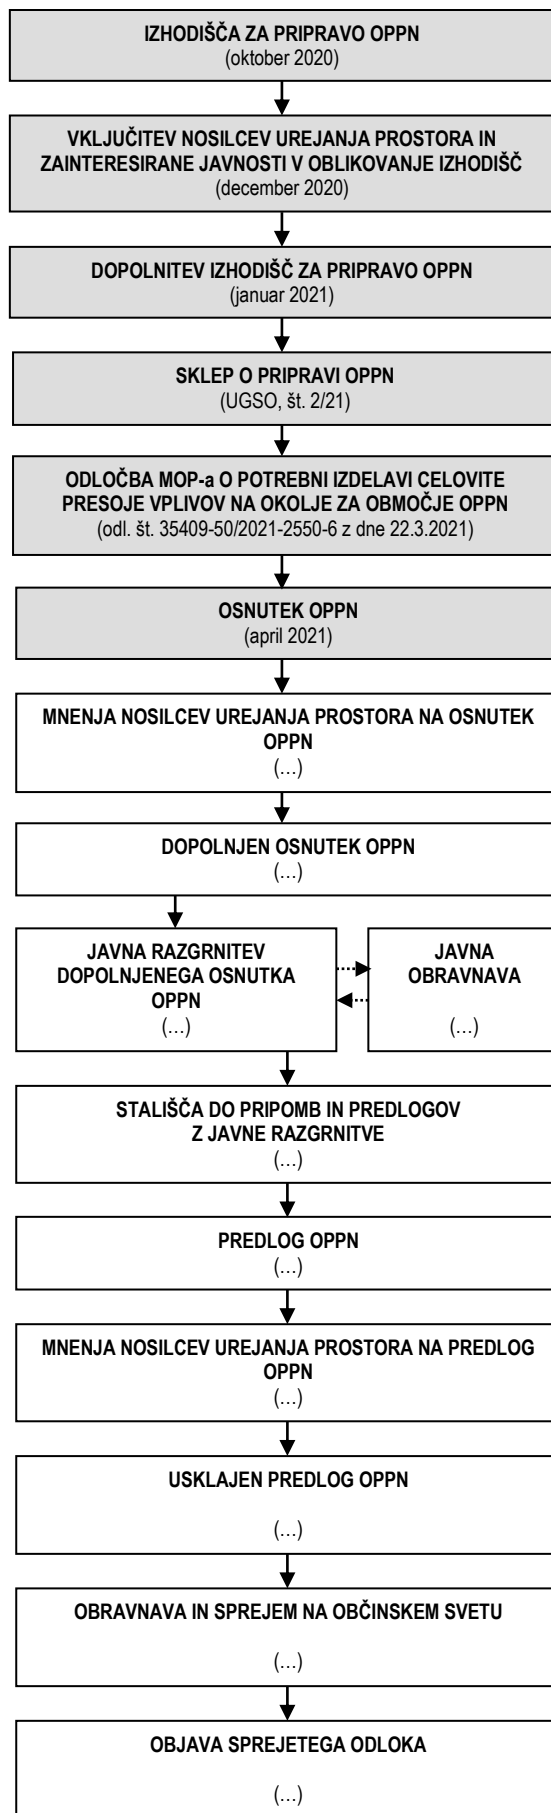 IZHODIŠČA ZA PRIPRAVO OPPN
(oktober 2020)
VKLJUČITEV NOSILCEV UREJANJA PROSTORA IN
ZAINTERESIRANE JAVNOSTI V OBLIKOVANJE IZHODIŠČ
(december 2020)
DOPOLNITEV IZHODIŠČ ZA PRIPRAVO OPPN
(januar 2021)
SKLEP O PRIPRAVI OPPN
(UGSO, št. 2/21)
ODLOČBA MOP-a O POTREBNI IZDELAVI CELOVITE
PRESOJE VPLIVOV NA OKOLJE ZA OBMOČJE OPPN
(odl. št. 35409-50/2021-2550-6 z dne 22.3.2021)
OSNUTEK OPPN
(april 2021)
MNENJA NOSILCEV UREJANJA PROSTORA NA OSNUTEK
OPPN
(…)
DOPOLNJEN OSNUTEK OPPN
(…)
JAVNA RAZGRNITEV
DOPOLNJENEGA OSNUTKA
OPPN
(…)
JAVNA
OBRAVNAVA
(…)
STALIŠČA DO PRIPOMB IN PREDLOGOV
Z JAVNE RAZGRNITVE
(…)
PREDLOG OPPN
(…)
MNENJA NOSILCEV UREJANJA PROSTORA NA PREDLOG
OPPN
(…)
USKLAJEN PREDLOG OPPN
(…)
OBRAVNAVA IN SPREJEM NA OBČINSKEM SVETU
(…)
OBJAVA SPREJETEGA ODLOKA
(…)